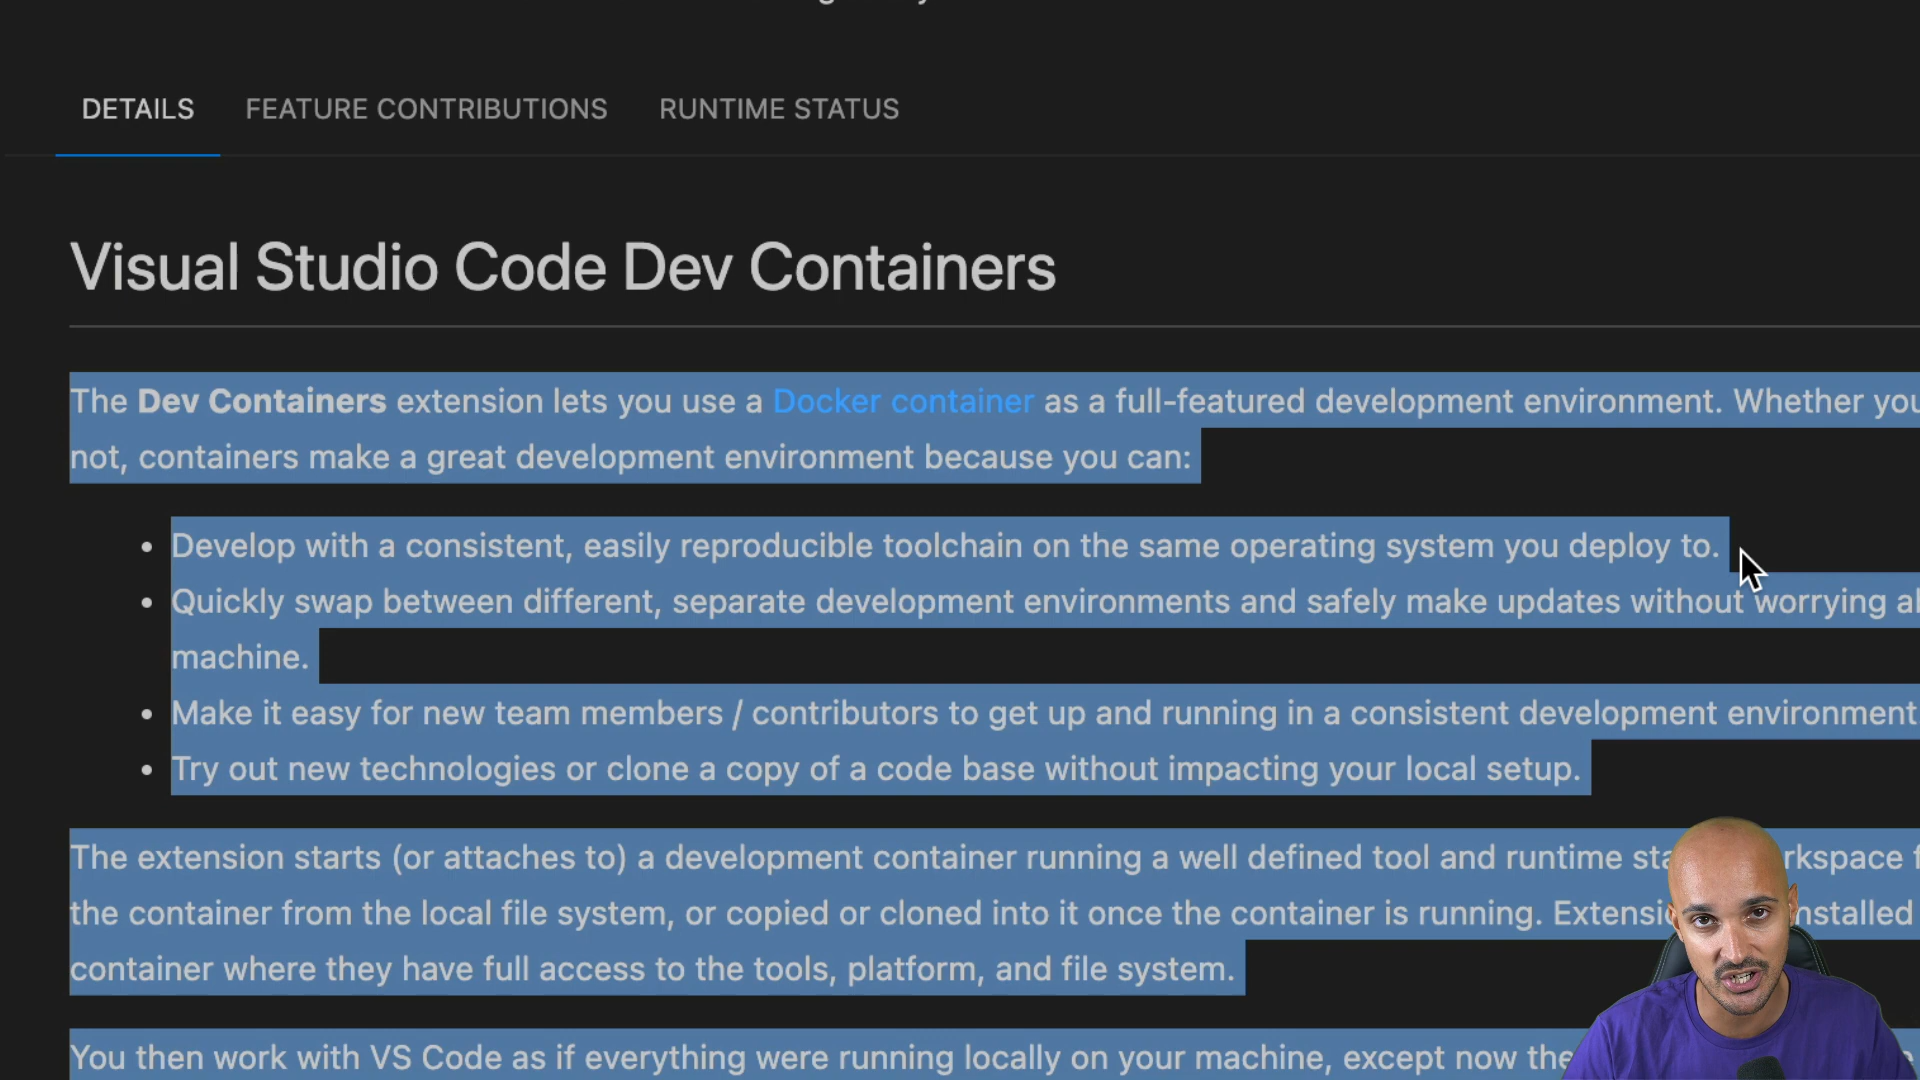 DETAILS FEATURE CONTRIBUTIONS RUNTIME STATUS
Visual Studio Code Dev Containers
The Dev Containers extension lets you use a Docker container as a full-featured development environment. Whether you
not, containers make a great development environment because you can:
• Develop with a consistent, easily reproducible toolchain on the same operating system you deploy to.
• Quickly swap between different, separate development environments and safely make updates without worrying
machine.
• Make it easy for new team members / contributors to get up and running in a consistent development environment
• Try out new technologies or clone a copy of a code base without impacting your local setup.
The extension starts (or attaches to) a development container running a well defined tool and runtime
the container from the local file system, or copied or cloned into it once the container is running. installed
container where they have full access to the tools, platform, and file system.
You then work with VS Code as if everything were running locally on your machine, except now